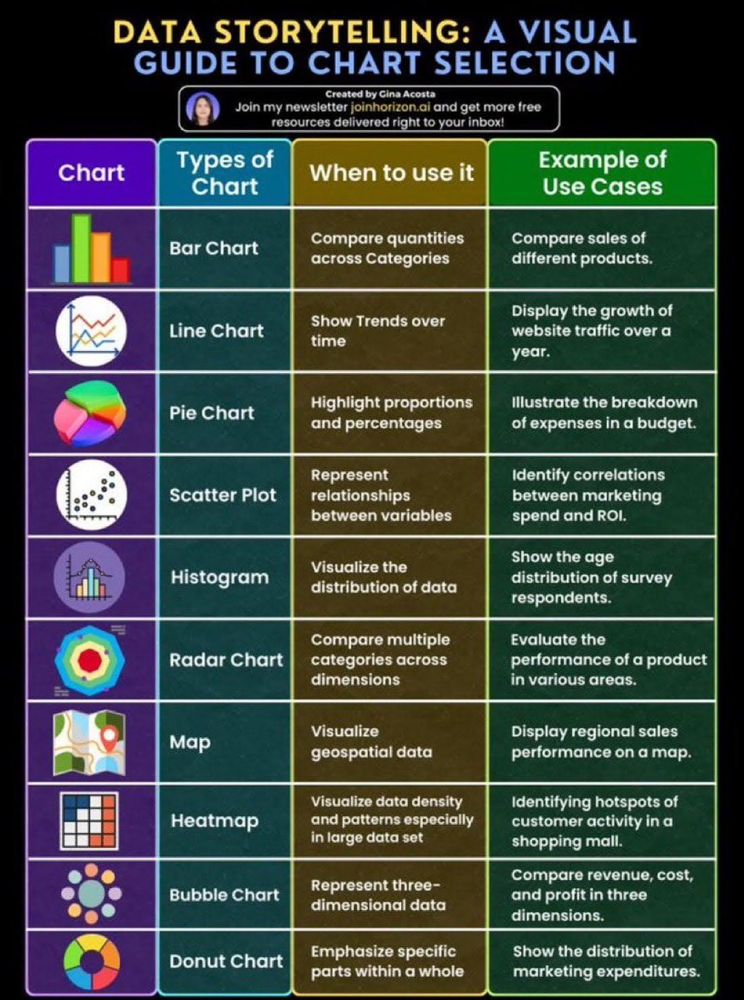 DATA STORYTELLING: A VISUAL
GUIDE TO CHART SELECTION
Created by Gina Acosta
Join my newsletter joinhorizon.ai and get more free
resources delivered right to your inbox!
Chart
Types of
Chart
When to use it
Example of
Use Cases
Bar Chart
Compare quantities
across Categories
Compare sales of
different products.
Line Chart
Show Trends over
time
Display the growth of
website traffic over a
year.
Pie Chart
Highlight proportions
and percentages
Illustrate the breakdown
of expenses in a budget.
Scatter Plot
Represent
relationships
between variables
Identify correlations
between marketing
spend and ROI.
Histogram
Visualize the
distribution of data
Show the age
distribution of survey
respondents.
Radar Chart
Compare multiple
categories across
dimensions
Evaluate the
performance of a product
in various areas.
Map
Visualize
geospatial data
Display regional sales
performance on a map.
Heatmap
Visualize data density
and patterns especially
in large data set
Identifying hotspots of
customer activity in a
shopping mall.
Bubble Chart
Represent three-
dimensional data
Compare revenue, cost,
and profit in three
dimensions.
Donut Chart
Emphasize specific
parts within a whole
Show the distribution of
marketing expenditures.